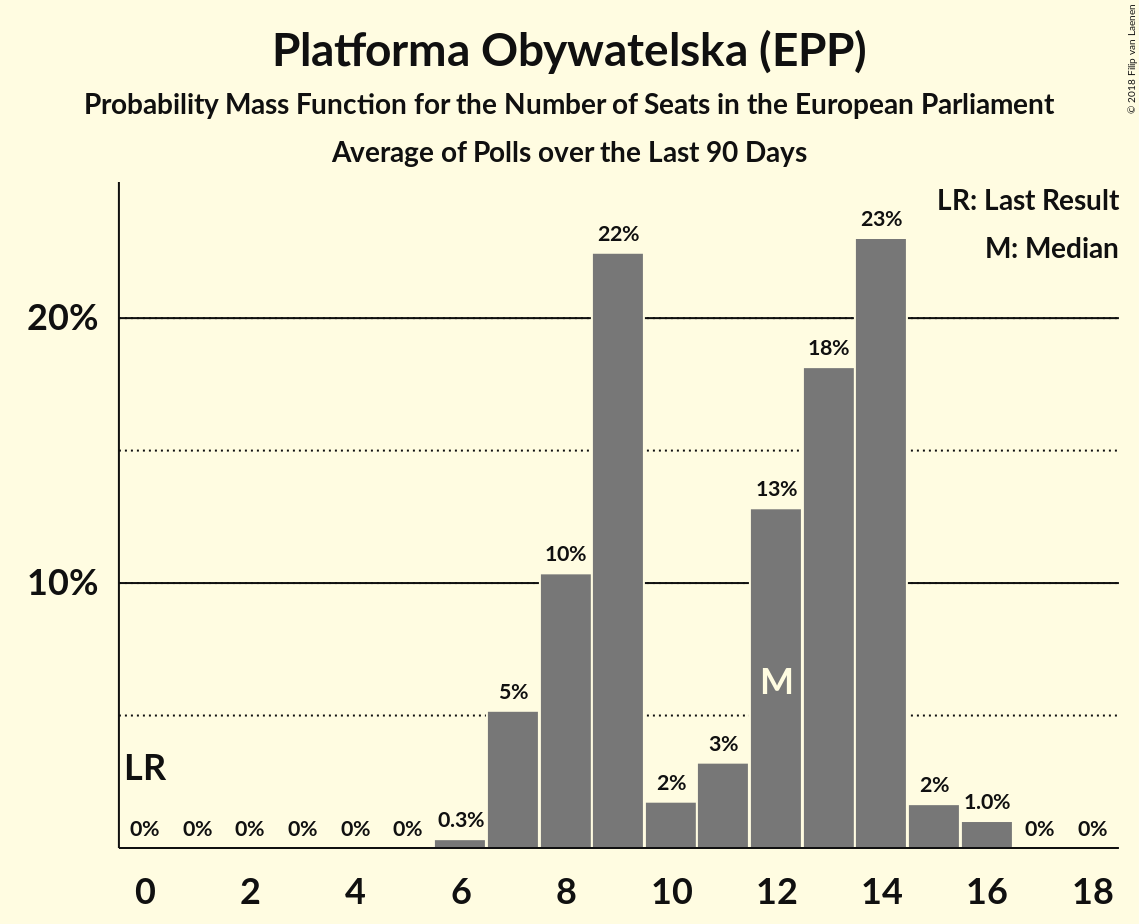 Platforma Obywatelska (EPP)
Probability Mass Function for the Number of Seats in the European Parliament
Average of Polls over the Last 90 Days
© 2018 Filip van Laenen
LR: Last Result
M: Median
20%
10%
0% 0% 0% 0% 0% 0% 0.3% 5% 10% 22% 2% 3% 13% 18% 23% 2% 1.0% 0% 0%
LR
M
0 2 4 6 8 10 12 14 16 18